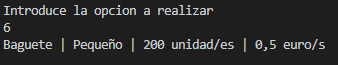 Introduce la opcion a realizar
6
Baguete | Pequeño | 200 unidad/es | 0,5 euro/s